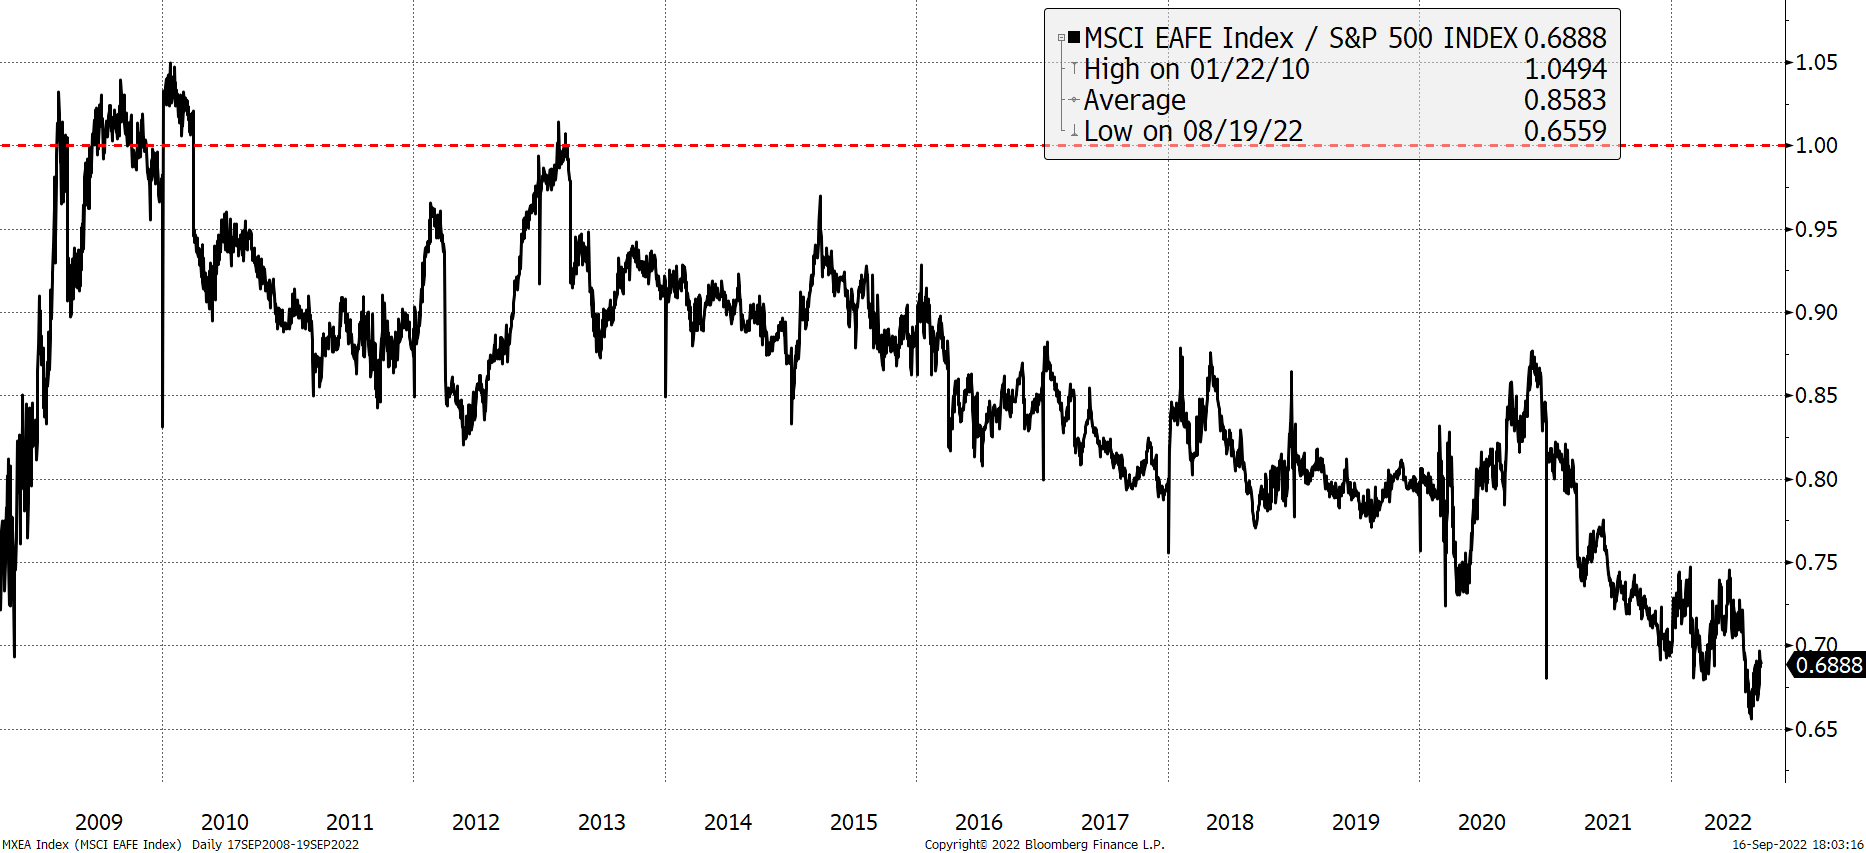 MSCI EAFE Index / S&P 500 INDEX 0.6888
High on 01/22/10 1.0494
Average 0.8583
Low on 08/19/22 0.6559
1.05
1.00
0.95
0.90
0.85
0.80
0.75
0.70
0.6888
0.65
2009 2010 2011 2012 2013 2014 2015 2016 2017 2018 2019 2020 2021 2022
MXEA Index (MSCI EAFE Index) Daily 17SEP2008-19SEP2022 Copyright© 2022 Bloomberg Finance L.P. 16-Sep-2022 18:03:16